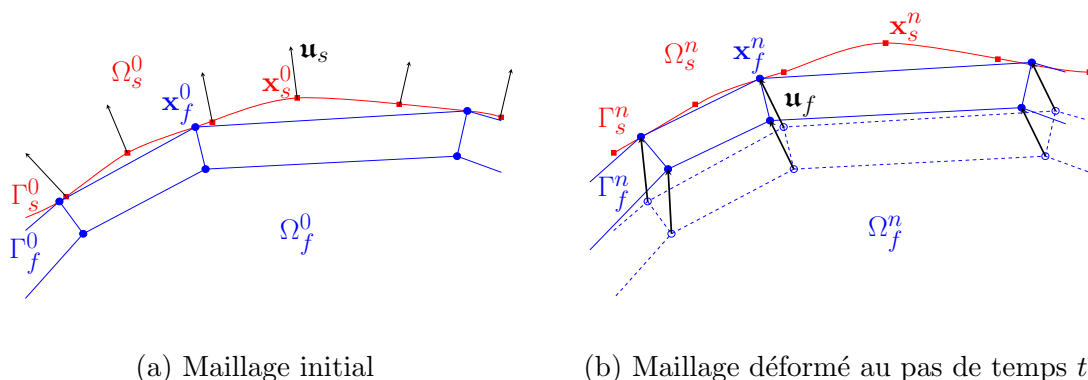 Ω_s^0
𝖚_s
x_s^0
x_f^0
Γ_s^0
Γ_f^0
Ω_f^0
(a) Maillage initial
x_s^n
Ω_s^n
x_f^n
𝖚_f
Γ_s^n
Γ_f^n
Ω_f^n
(b) Maillage déformé au pas de temps t